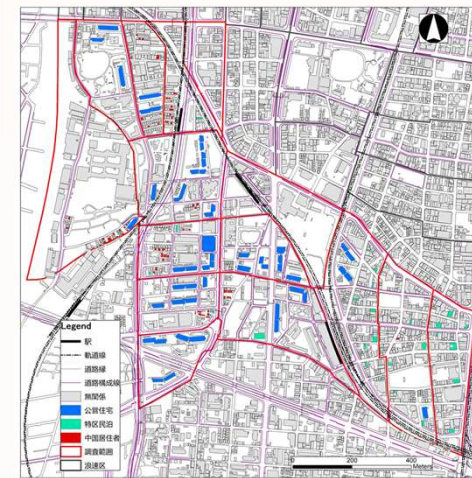 Legend
駅
軌道線
道路縁
道路構成線
無関係
公営住宅
特区民泊
中国居住者
調査範囲
浪速区
0 200 400
Meters